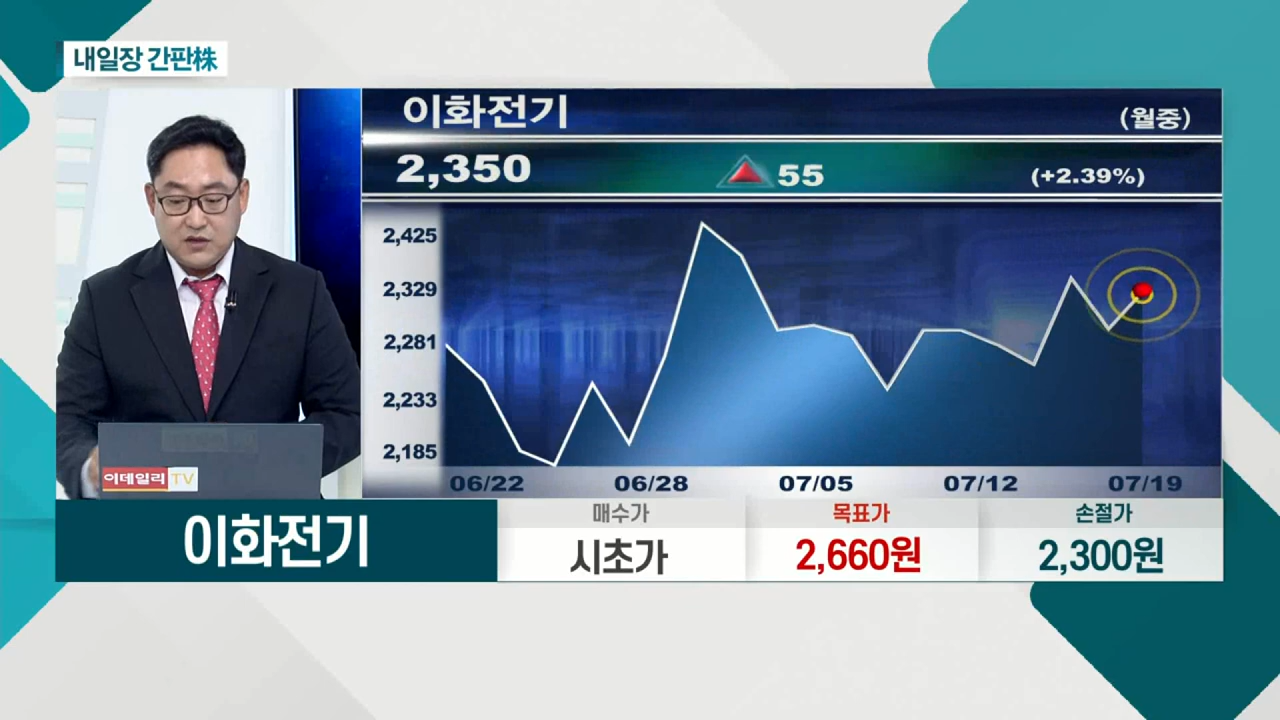 내일장 간판株
이화전기
(월중)
2,350
55
(+2.39%)
2,425
2,329
2,281
2,233
2,185
06/22
06/28
07/05
07/12
07/19
이데일리 TV
이화전기
매수가
시초가
목표가
2,660원
손절가
2,300원